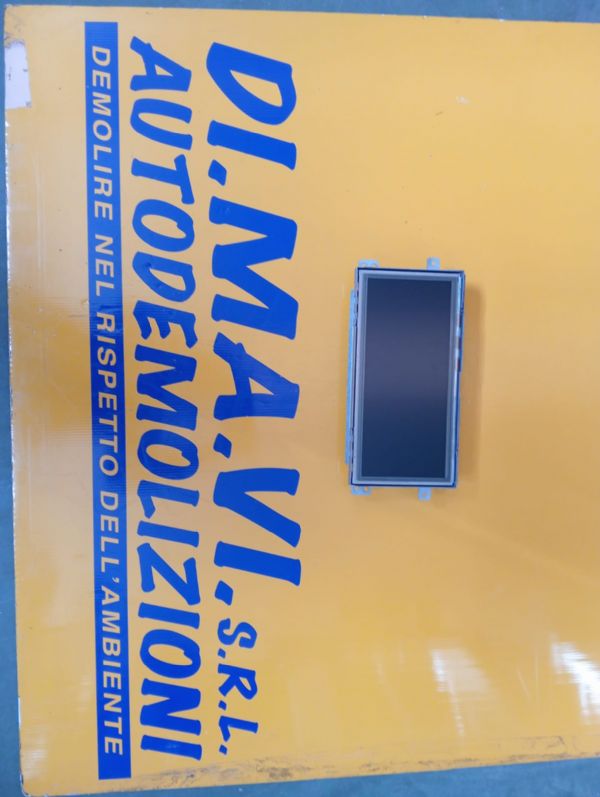 DI.MA.VI. S.R.L.
AUTODEMOLIZIONI
DEMOLIRE NEL RISPETTO DELL'AMBIENTE